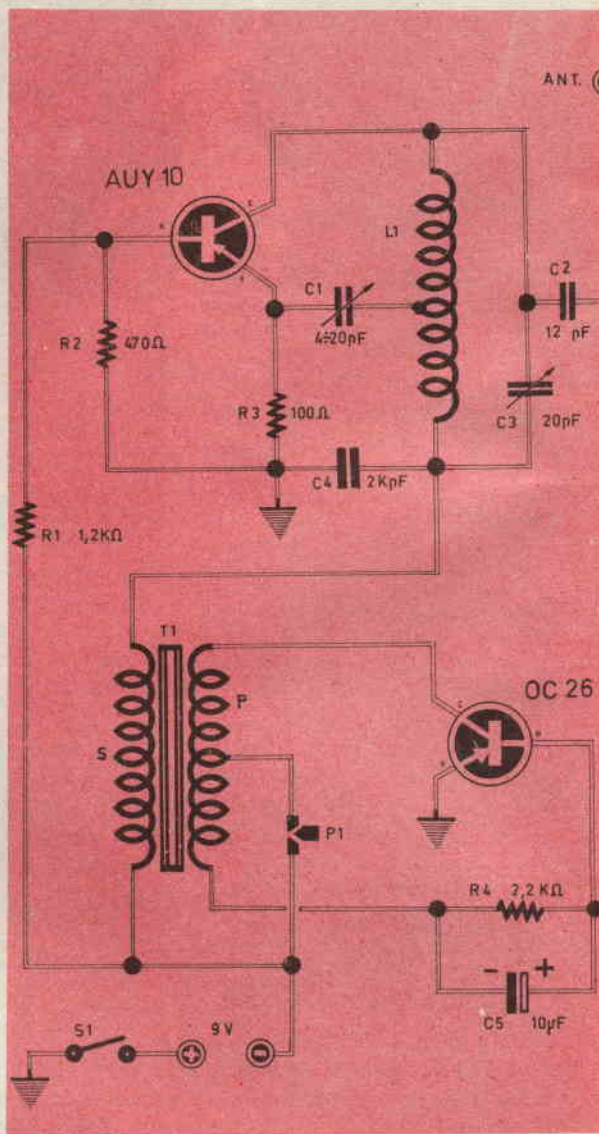 ANT.
AUY 10
B
C
E
L1
C1
4÷20pF
C2
12 pF
R2
470Ω
R3
100Ω
C3
20pF
C4
2KpF
R1
1,2KΩ
T1
S
P
P1
C
B
E
OC 26
R4
2,2 KΩ
-
+
C5
10µF
S1
9V
+
-